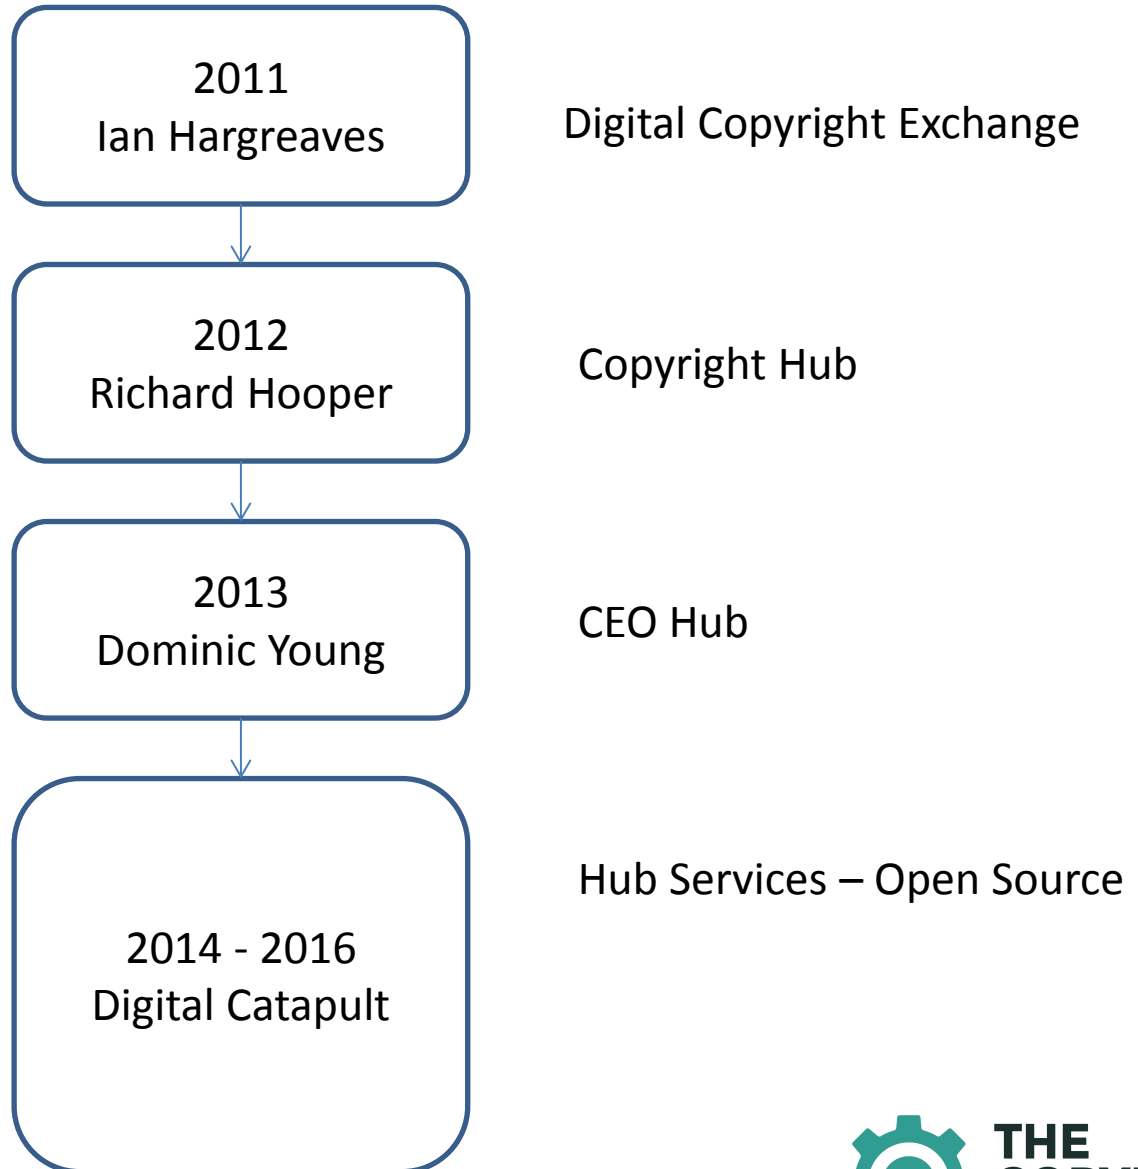 2011
Ian Hargreaves
Digital Copyright Exchange
2012
Richard Hooper
Copyright Hub
2013
Dominic Young
CEO Hub
Hub Services – Open Source
2014 - 2016
Digital Catapult
THE